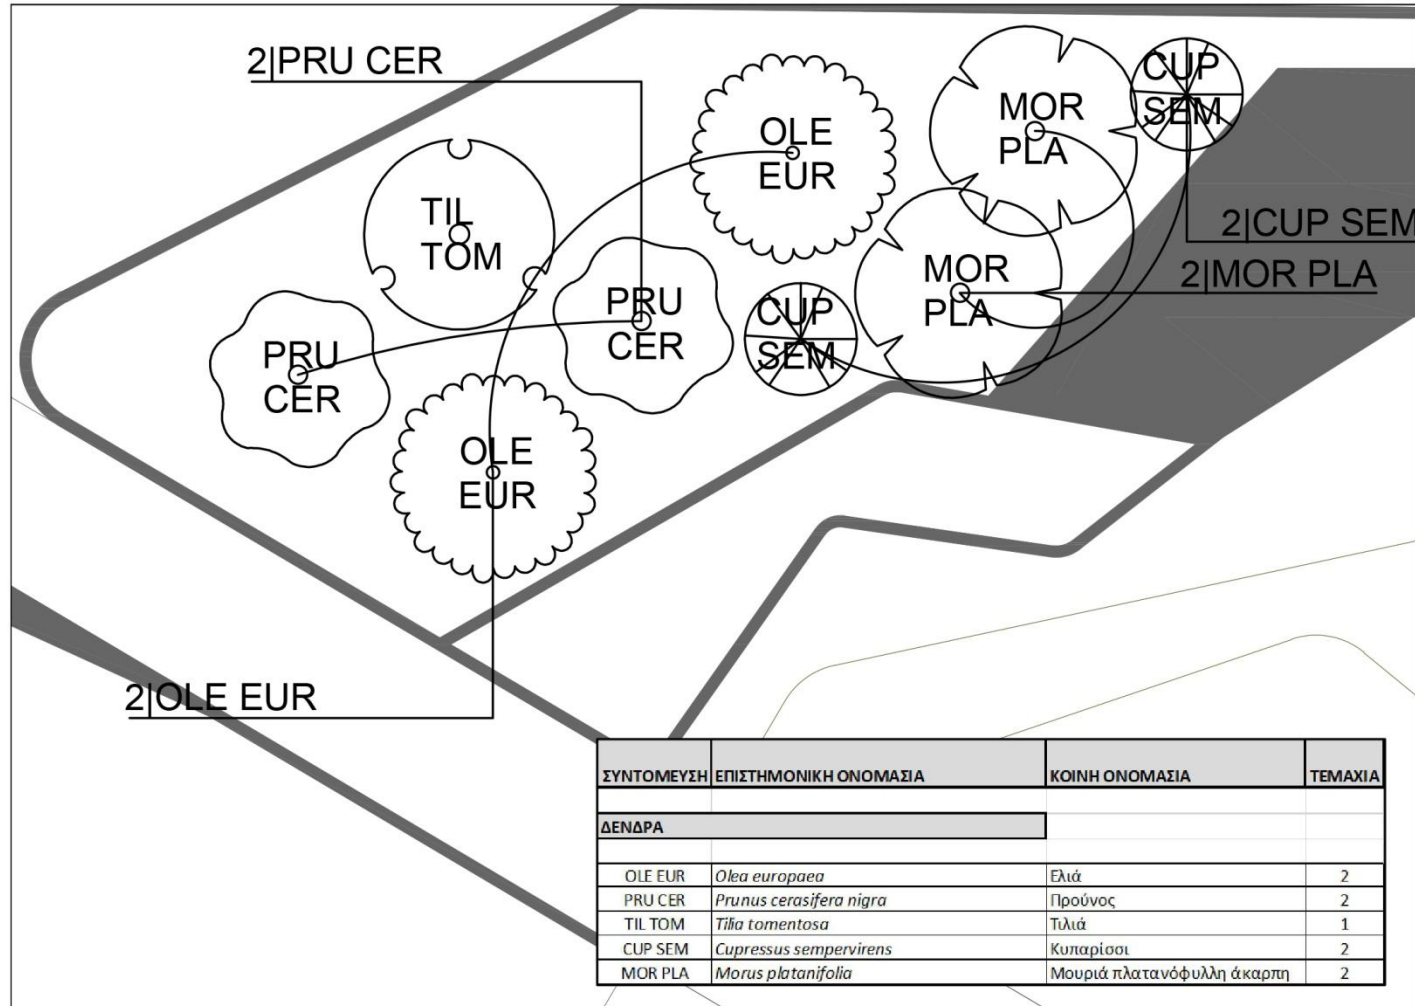 2|PRU CER
CUP
SEM
MOR
PLA
OLE
EUR
TIL
TOM
2|CUP SEM
MOR
PLA
2|MOR PLA
PRU
CER
CUP
SEM
PRU
CER
OLE
EUR
2|OLE EUR
ΣΥΝΤΟΜΕΥΣΗ ΕΠΙΣΤΗΜΟΝΙΚΗ ΟΝΟΜΑΣΙΑ ΚΟΙΝΗ ΟΝΟΜΑΣΙΑ ΤΕΜΑΧΙΑ
ΔΕΝΔΡΑ
OLE EUR Olea europaea Ελιά 2
PRU CER Prunus cerasifera nigra Προύνος 2
TIL TOM Tilia tomentosa Τιλιά 1
CUP SEM Cupressus sempervirens Κυπαρίσσι 2
MOR PLA Morus platanifolia Μουριά πλατανόφυλλη άκαρπη 2